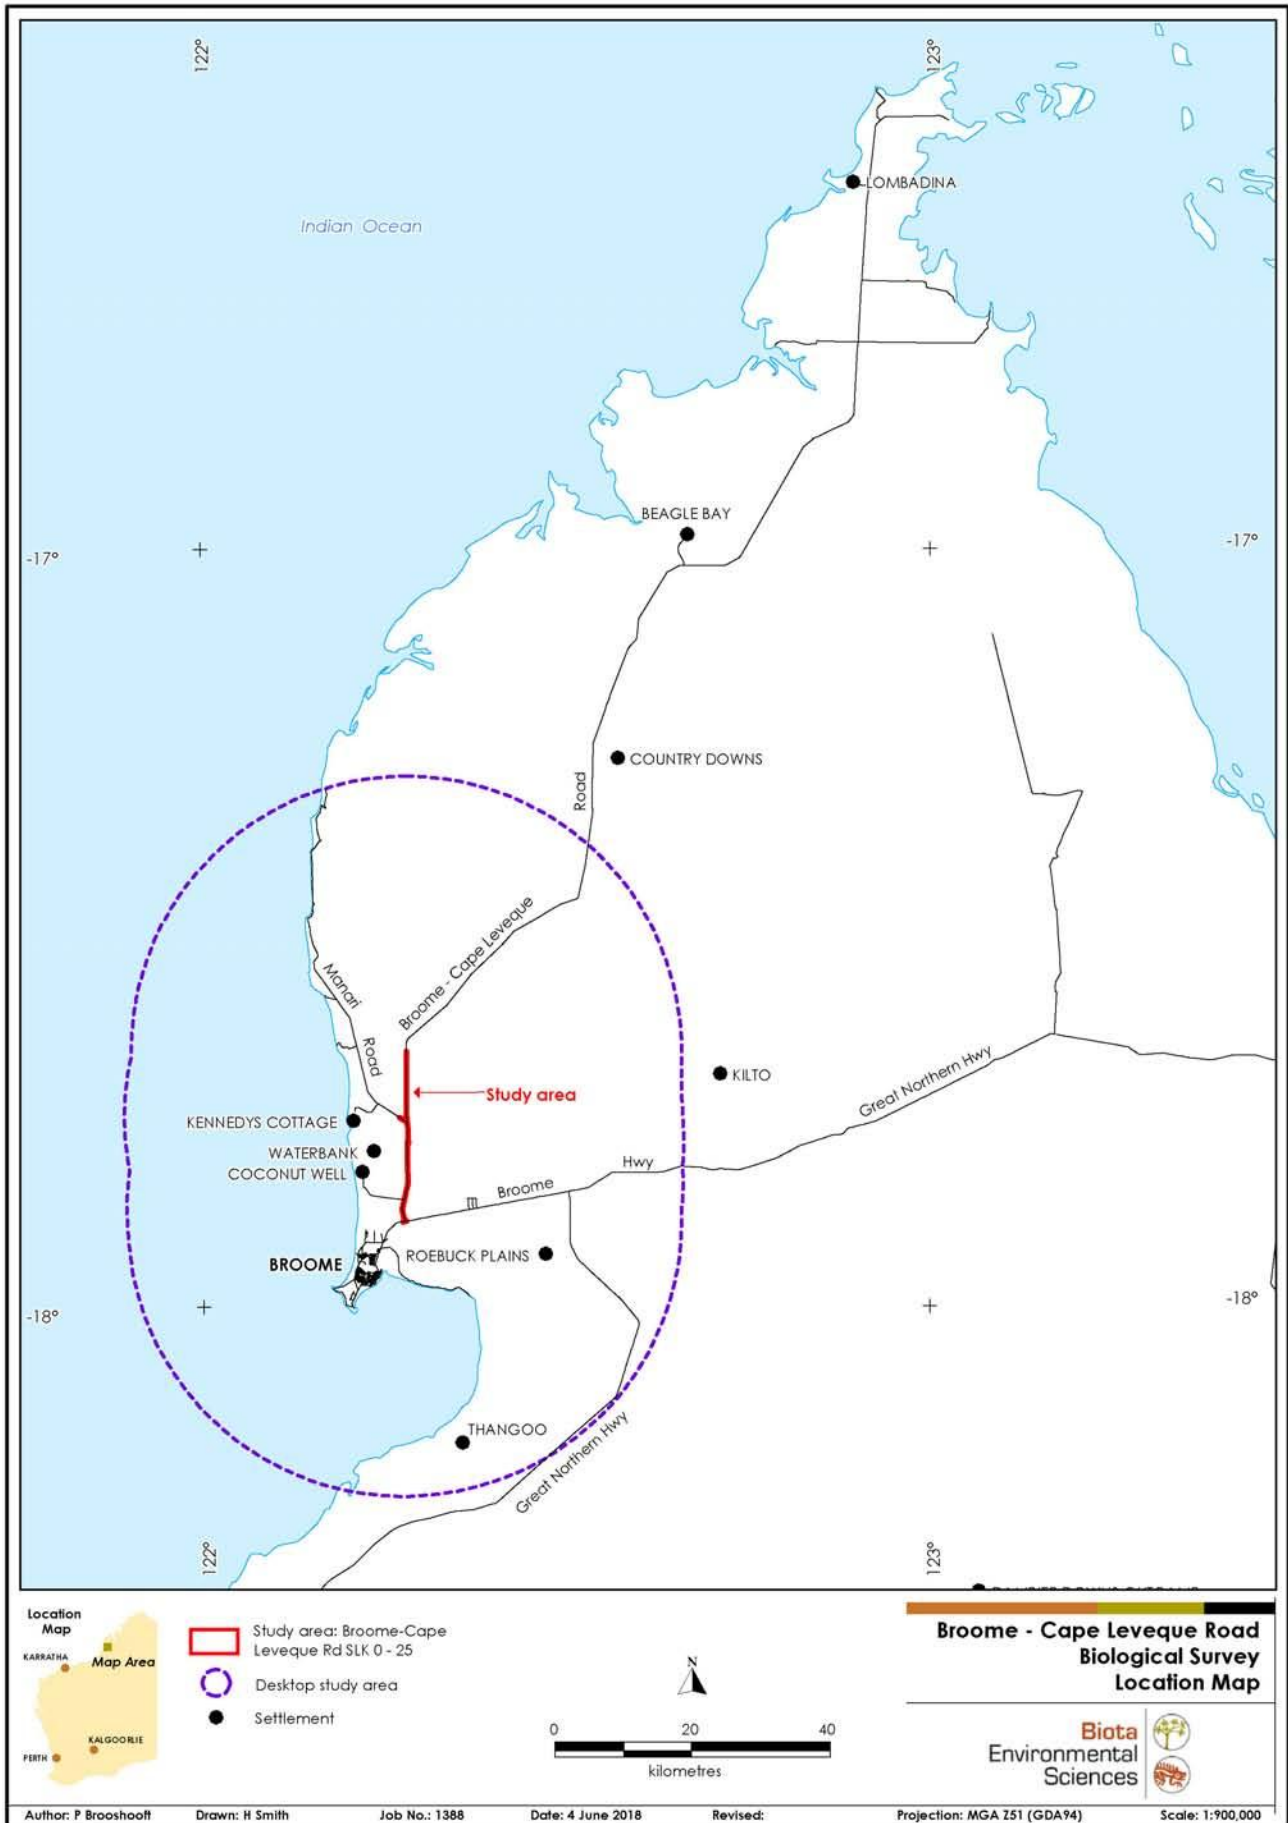 122°
123°
LOMBADINA
Indian Ocean
BEAGLE BAY
-17°
-17°
COUNTRY DOWNS
Road
Broome - Cape Leveque
Manari
Road
KILTO
Great Northern Hwy
Study area
KENNEDYS COTTAGE
WATERBANK
COCONUT WELL
Hwy
Broome
ROEBUCK PLAINS
BROOME
-18°
-18°
THANGOO
Great Northern Hwy
122°
123°
Location
Map
KARRATHA
Map Area
KALGOORLIE
PERTH
Study area: Broome-Cape
Leveque Rd SLK 0 - 25
Desktop study area
Settlement
N
0 20 40
kilometres
Broome - Cape Leveque Road
Biological Survey
Location Map
Biota
Environmental
Sciences
Author: P Brooshooft Drawn: H Smith Job No.: 1388 Date: 4 June 2018 Revised: Projection: MGA Z51 (GDA94) Scale: 1:900,000